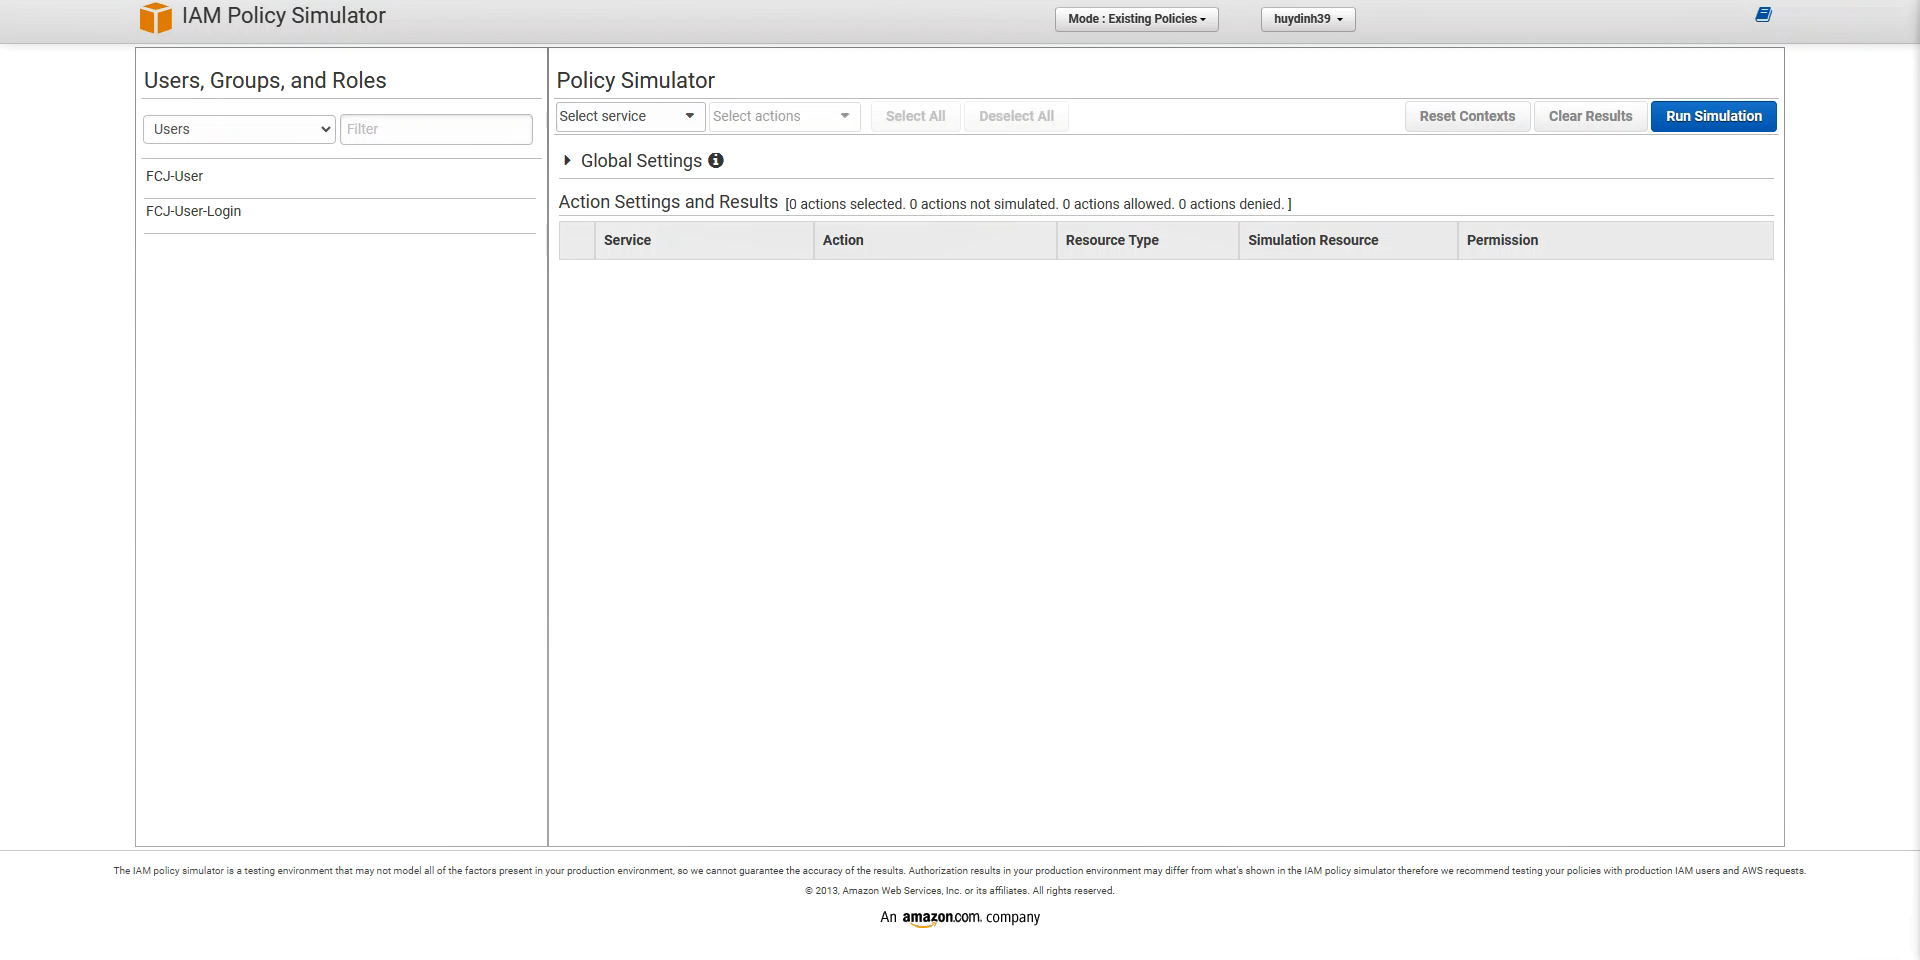 IAM Policy Simulator
Mode : Existing Policies
huydinh39
Users, Groups, and Roles
Users
Filter
FCJ-User
FCJ-User-Login
Policy Simulator
Select service
Select actions
Select All
Deselect All
Reset Contexts
Clear Results
Run Simulation
Global Settings
Action Settings and Results [0 actions selected. 0 actions not simulated. 0 actions allowed. 0 actions denied. ]
Service Action Resource Type Simulation Resource Permission
The IAM policy simulator is a testing environment that may not model all of the factors present in your production environment, so we cannot guarantee the accuracy of the results. Authorization results in your production environment may differ from what's shown in the IAM policy simulator therefore we recommend testing your policies with production IAM users and AWS requests.
© 2013, Amazon Web Services, Inc. or its affiliates. All rights reserved.
An amazon.com. company